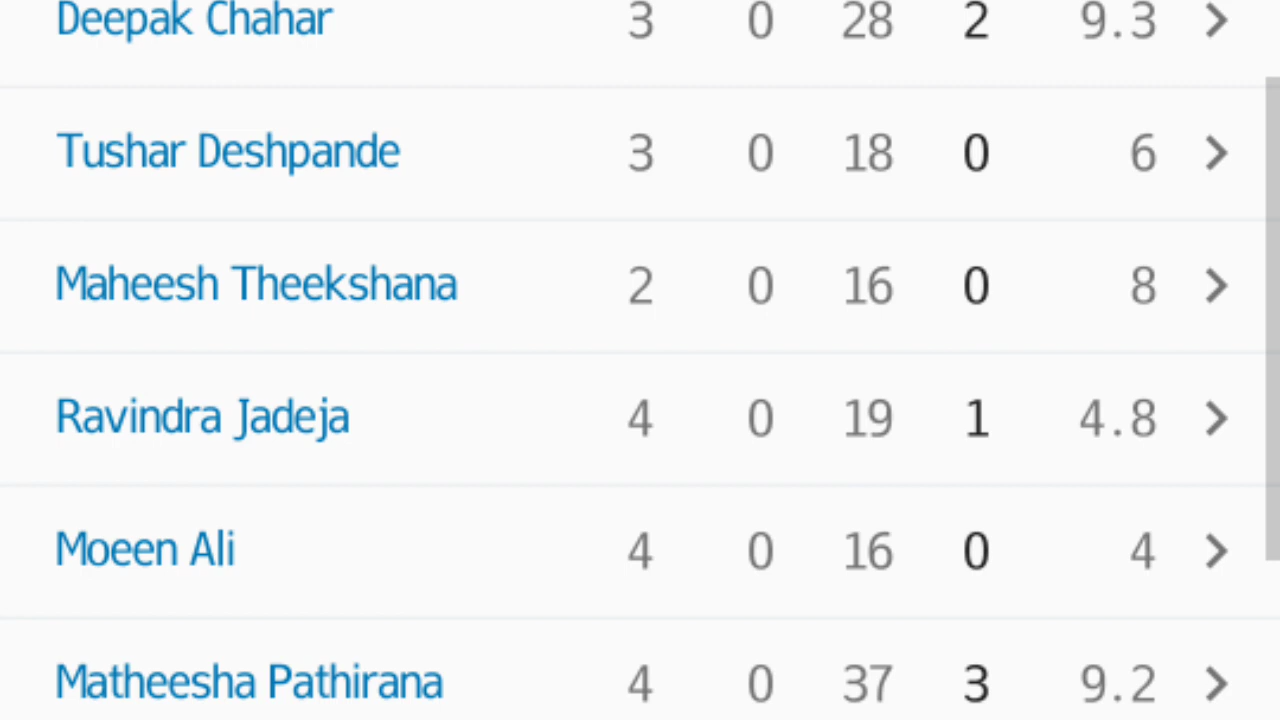 Deepak Chahar 3 0 28 2 9.3
Tushar Deshpande 3 0 18 0 6
Maheesh Theekshana 2 0 16 0 8
Ravindra Jadeja 4 0 19 1 4.8
Moeen Ali 4 0 16 0 4
Matheesha Pathirana 4 0 37 3 9.2